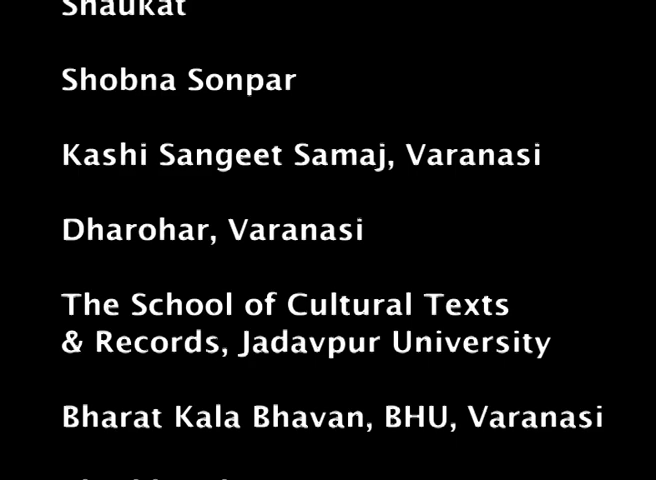 Shaukat
Shobna Sonpar
Kashi Sangeet Samaj, Varanasi
Dharohar, Varanasi
The School of Cultural Texts
& Records, Jadavpur University
Bharat Kala Bhavan, BHU, Varanasi